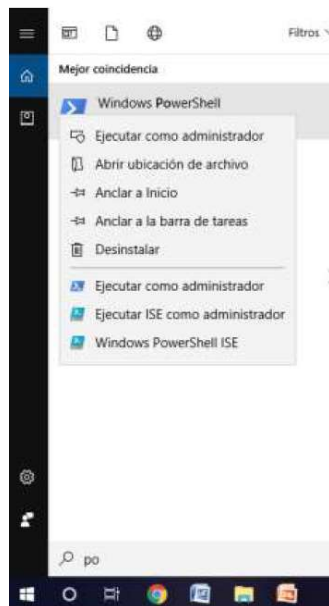 Filtros
Mejor coincidencia
Windows PowerShell
Ejecutar como administrador
Abrir ubicación de archivo
Anclar a Inicio
Anclar a la barra de tareas
Desinstalar
Ejecutar como administrador
Ejecutar ISE como administrador
Windows PowerShell ISE
po